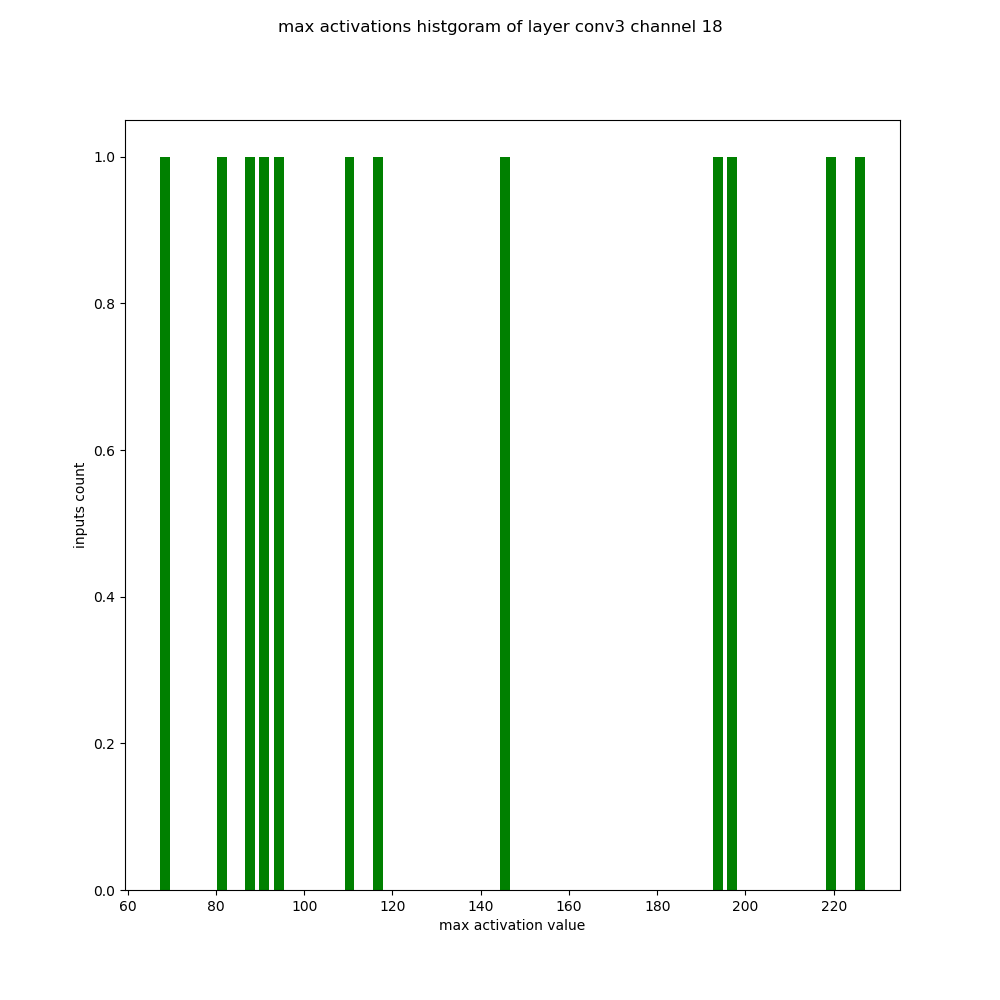 max activations histgoram of layer conv3 channel 18
1.0
0.8
0.6
0.4
0.2
0.0
inputs count
60 80 100 120 140 160 180 200 220
max activation value